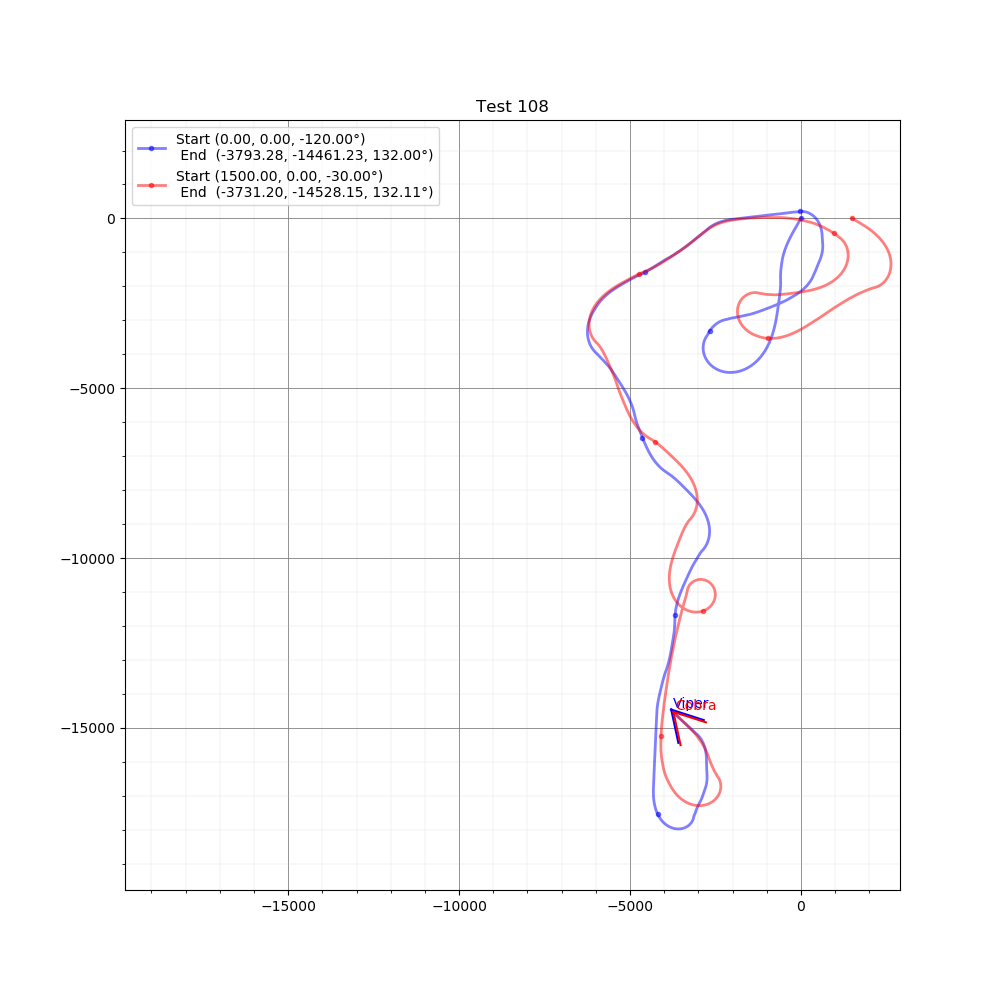 Test 108
Start (0.00, 0.00, -120.00°)
End (-3793.28, -14461.23, 132.00°)
Start (1500.00, 0.00, -30.00°)
End (-3731.20, -14528.15, 132.11°)
0
−5000
−10000
−15000
Viper
Cobra
−15000
−10000
−5000
0